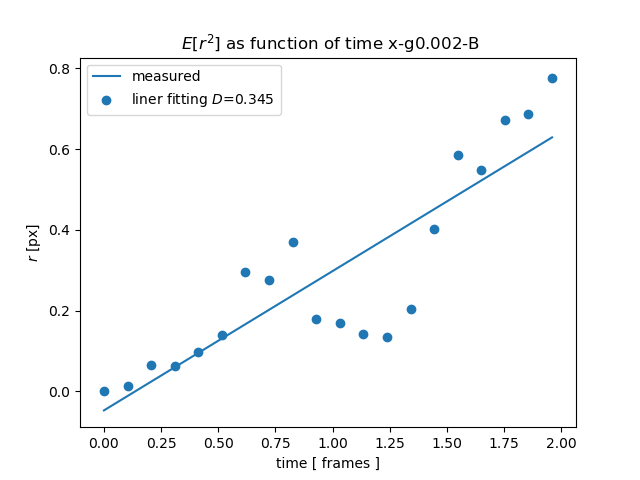 E[r²] as function of time x-g0.002-B
measured
liner fitting D=0.345
0.8
0.6
0.4
0.2
0.0
r [px]
0.00 0.25 0.50 0.75 1.00 1.25 1.50 1.75 2.00
time [ frames ]